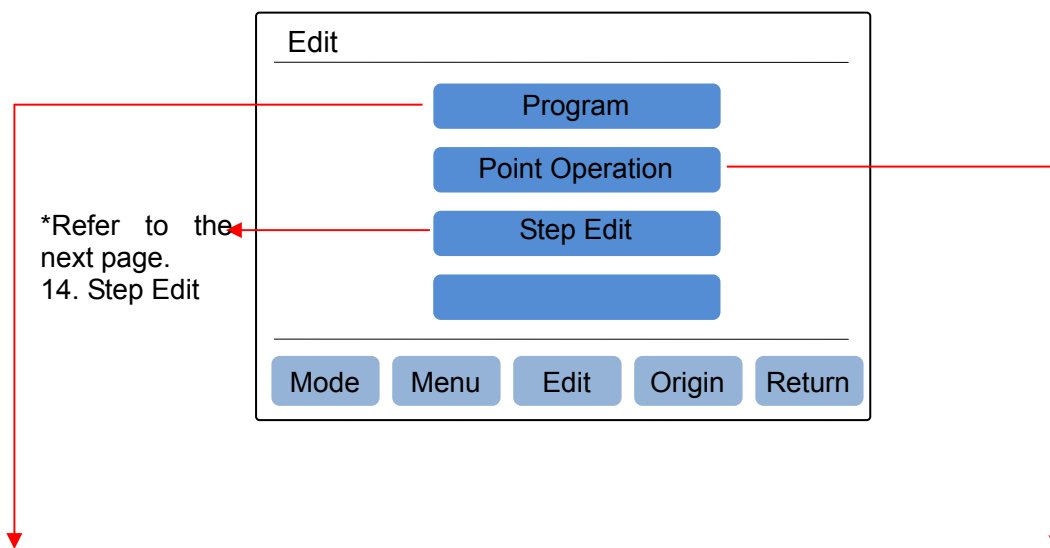 Edit
Program
Point Operation
Step Edit
*Refer to the
next page.
14. Step Edit
Mode
Menu
Edit
Origin
Return